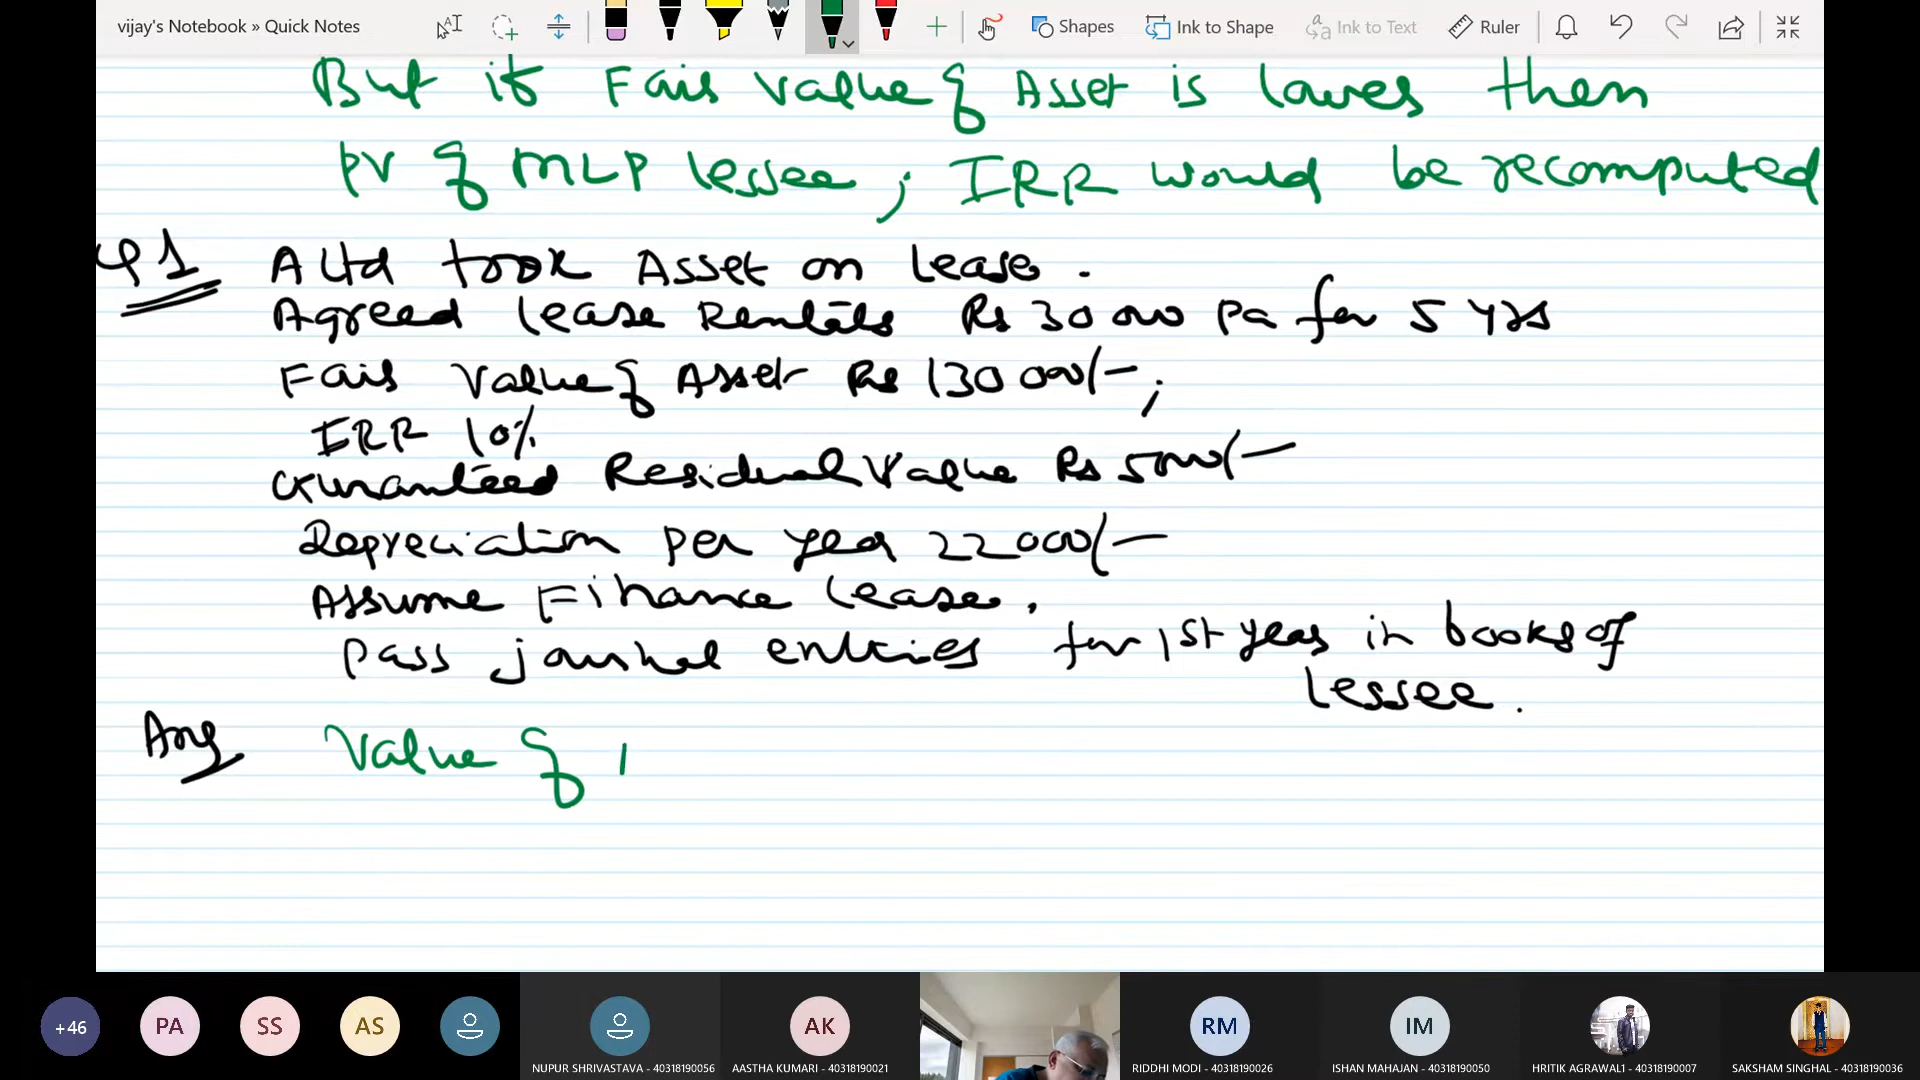 vijay's Notebook » Quick Notes
Shapes
Ink to Shape
Ink to Text
Ruler
But if Fair value of Asset is lower then
PV of MLP lessee ; IRR would be recomputed
Q1 A Ltd took Asset on lease.
Agreed lease Rentals Rs 30 000 pa for 5 yrs
Fair value of Asset Rs 130 000/- ;
IRR 10%
Guranteed Residual Value Rs 5000/-
Depreciation per year 22000/-
Assume Finance lease.
Pass journal entries for 1st year in books of
lessee.
Ans Value of
+46
PA
SS
AS
AK
RM
IM
NUPUR SHRIVASTAVA - 40318190056
AASTHA KUMARI - 40318190021
RIDDHI MODI - 40318190026
ISHAN MAHAJAN - 40318190050
HRITIK AGRAWAL1 - 40318190007
SAKSHAM SINGHAL - 40318190036